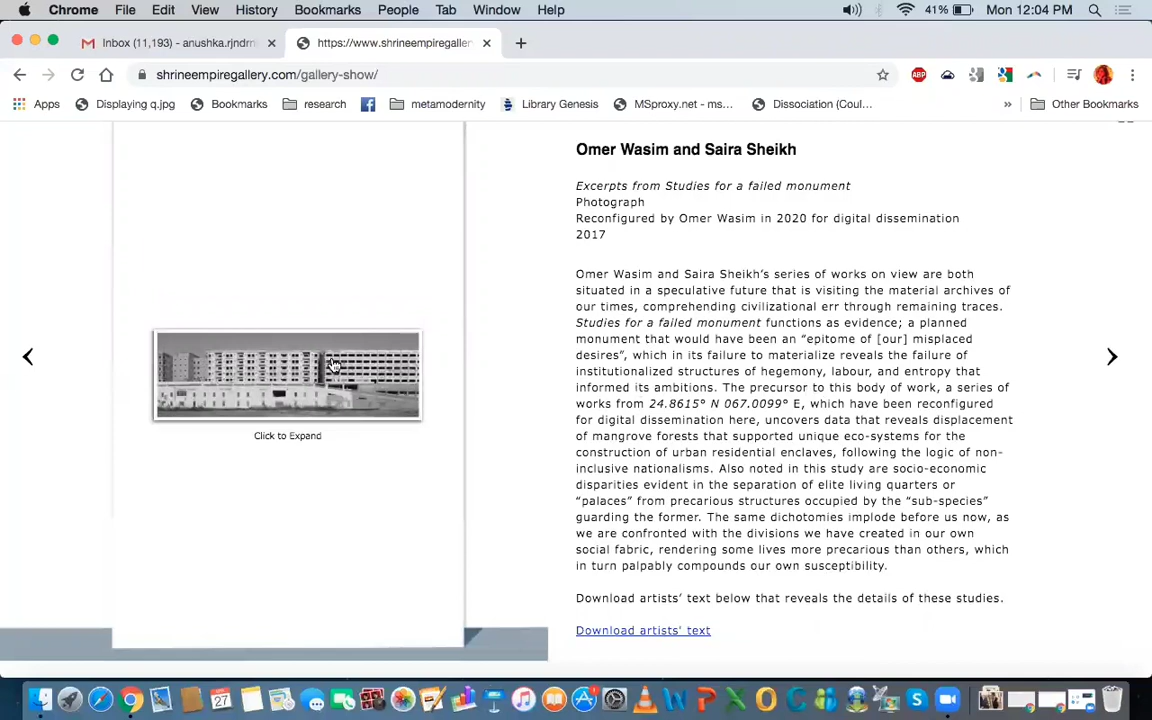 Chrome File Edit View History Bookmarks People Tab Window Help 41% Mon 12:04 PM
Inbox (11,193) - anushka.rjndrn https://www.shrineempiregaller
shrineempiregallery.com/gallery-show/ ABP
Apps Displaying q.jpg Bookmarks research metamodernity Library Genesis MSproxy.net - ms... Dissociation (Coul... » Other Bookmarks
Omer Wasim and Saira Sheikh
Excerpts from Studies for a failed monument
Photograph
Reconfigured by Omer Wasim in 2020 for digital dissemination
2017
Omer Wasim and Saira Sheikh's series of works on view are both
situated in a speculative future that is visiting the material archives of
our times, comprehending civilizational err through remaining traces.
Studies for a failed monument functions as evidence; a planned
monument that would have been an "epitome of [our] misplaced
desires", which in its failure to materialize reveals the failure of
institutionalized structures of hegemony, labour, and entropy that
informed its ambitions. The precursor to this body of work, a series of
works from 24.8615° N 067.0099° E, which have been reconfigured
for digital dissemination here, uncovers data that reveals displacement
of mangrove forests that supported unique eco-systems for the
construction of urban residential enclaves, following the logic of non-
inclusive nationalisms. Also noted in this study are socio-economic
disparities evident in the separation of elite living quarters or
"palaces" from precarious structures occupied by the "sub-species"
guarding the former. The same dichotomies implode before us now, as
we are confronted with the divisions we have created in our own
social fabric, rendering some lives more precarious than others, which
in turn palpably compounds our own susceptibility.
Download artists' text below that reveals the details of these studies.
Download artists' text
Click to Expand